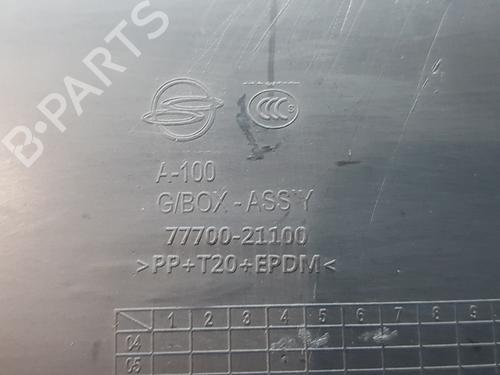 B-PARTS
CCC S
A-100
G/BOX - ASS'Y
77700-21100
>PP+T20+EPDM<
1 2 3 4 5 6 7 8 9
04
05